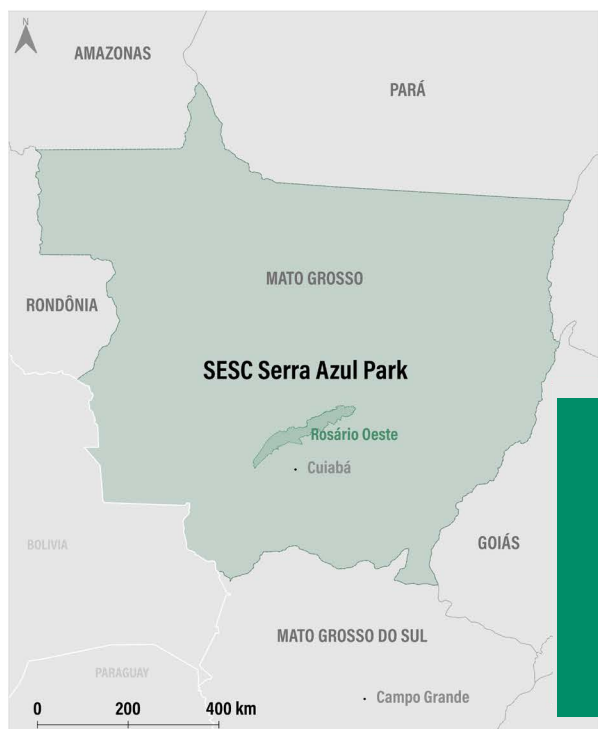 N
AMAZONAS
PARÁ
MATO GROSSO
RONDÔNIA
SESC Serra Azul Park
Rosário Oeste
Cuiabá
BOLIVIA
GOIÁS
MATO GROSSO DO SUL
PARAGUAY
Campo Grande
0 200 400 km